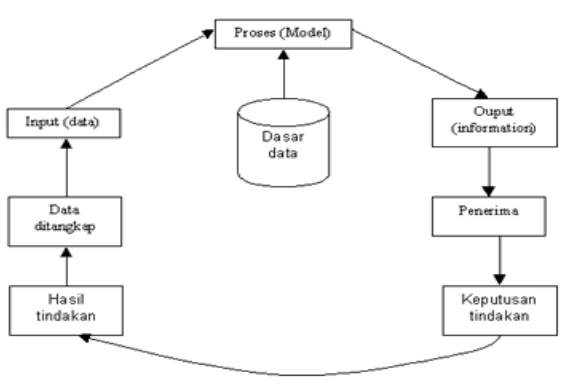 Proses (Model)
Input (data)
Dasar
data
Ouput
(information)
Data
ditangkap
Penerima
Hasil
tindakan
Keputusan
tindakan